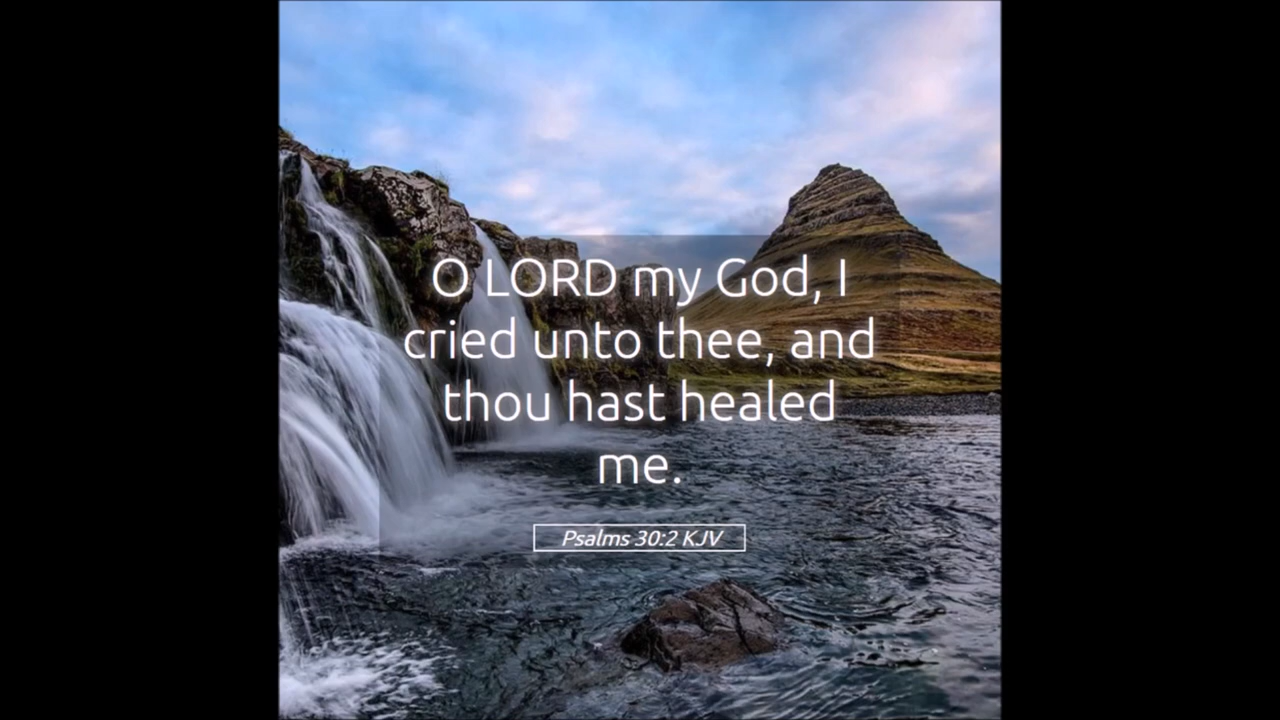 O LORD my God, I
cried unto thee, and
thou hast healed
me.
Psalms 30:2 KJV